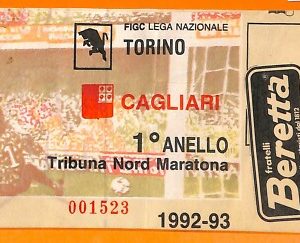 FIGC LEGA NAZIONALE
TORINO
CAGLIARI
1° ANELLO
Tribuna Nord Maratona
001523
1992-93
fratelli
Beretta